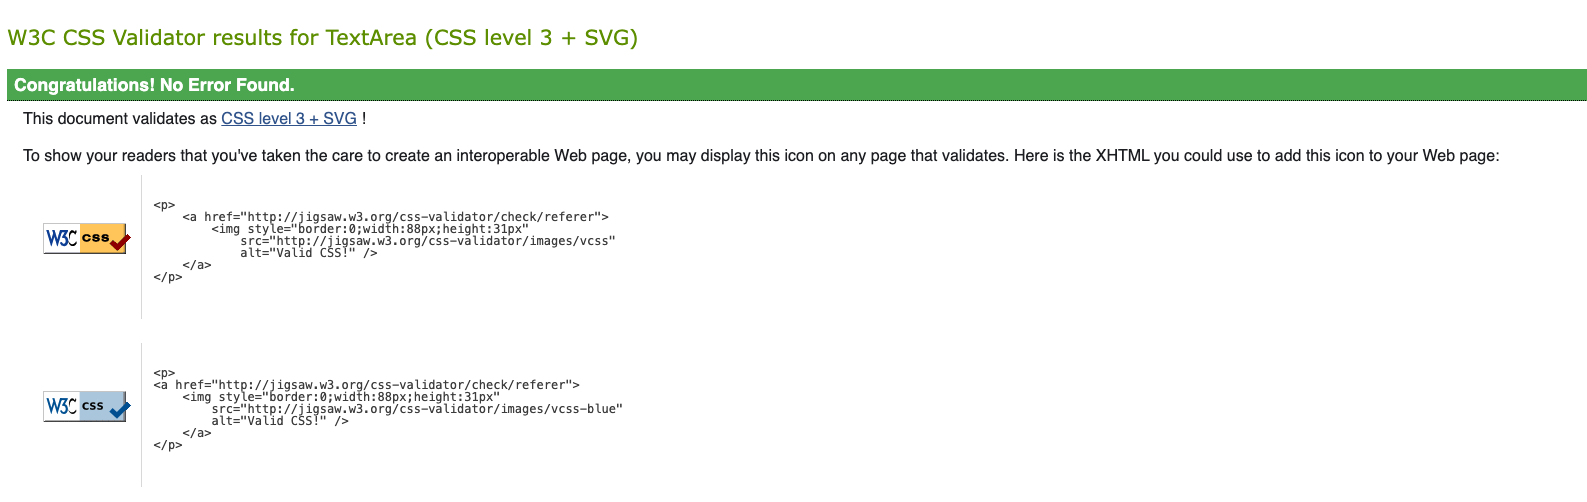 W3C CSS Validator results for TextArea (CSS level 3 + SVG)
Congratulations! No Error Found.
This document validates as CSS level 3 + SVG !
To show your readers that you've taken the care to create an interoperable Web page, you may display this icon on any page that validates. Here is the XHTML you could use to add this icon to your Web page:
W3C css
<p>
    <a href="http://jigsaw.w3.org/css-validator/check/referer">
        <img style="border:0;width:88px;height:31px"
            src="http://jigsaw.w3.org/css-validator/images/vcss"
            alt="Valid CSS!" />
    </a>
</p>
W3C css
<p>
<a href="http://jigsaw.w3.org/css-validator/check/referer">
    <img style="border:0;width:88px;height:31px"
        src="http://jigsaw.w3.org/css-validator/images/vcss-blue"
        alt="Valid CSS!" />
    </a>
</p>